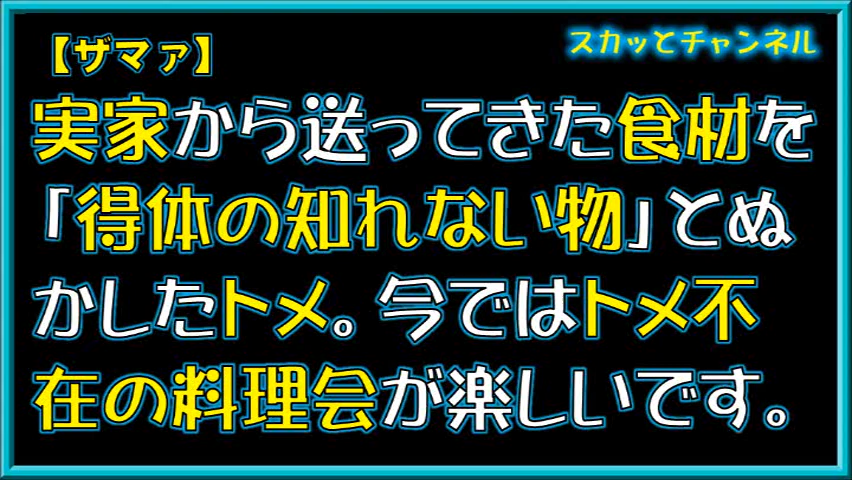 【ザマァ】
スカッとチャンネル
実家から送ってきた食材を
「得体の知れない物」とぬ
かしたトメ。今ではトメ不
在の料理会が楽しいです。